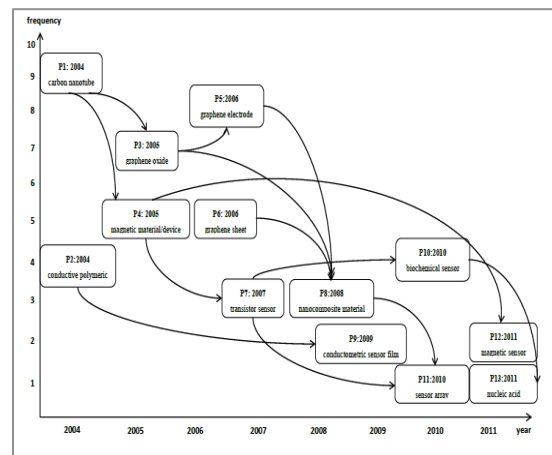 frequency
10
9
8
7
6
5
4
3
2
1
P1: 2004
carbon nanotube
P5:2006
graphene electrode
P3: 2005
graphene oxide
P4: 2005
magnetic material/device
P6: 2006
graphene sheet
P2:2004
conductive polymeric
P10:2010
biochemical sensor
P7: 2007
transistor sensor
P8:2008
nanocomposite material
P9:2009
conductometric sensor film
P12:2011
magnetic sensor
P11:2010
sensor array
P13:2011
nucleic acid
2004
2005
2006
2007
2008
2009
2010
2011
year